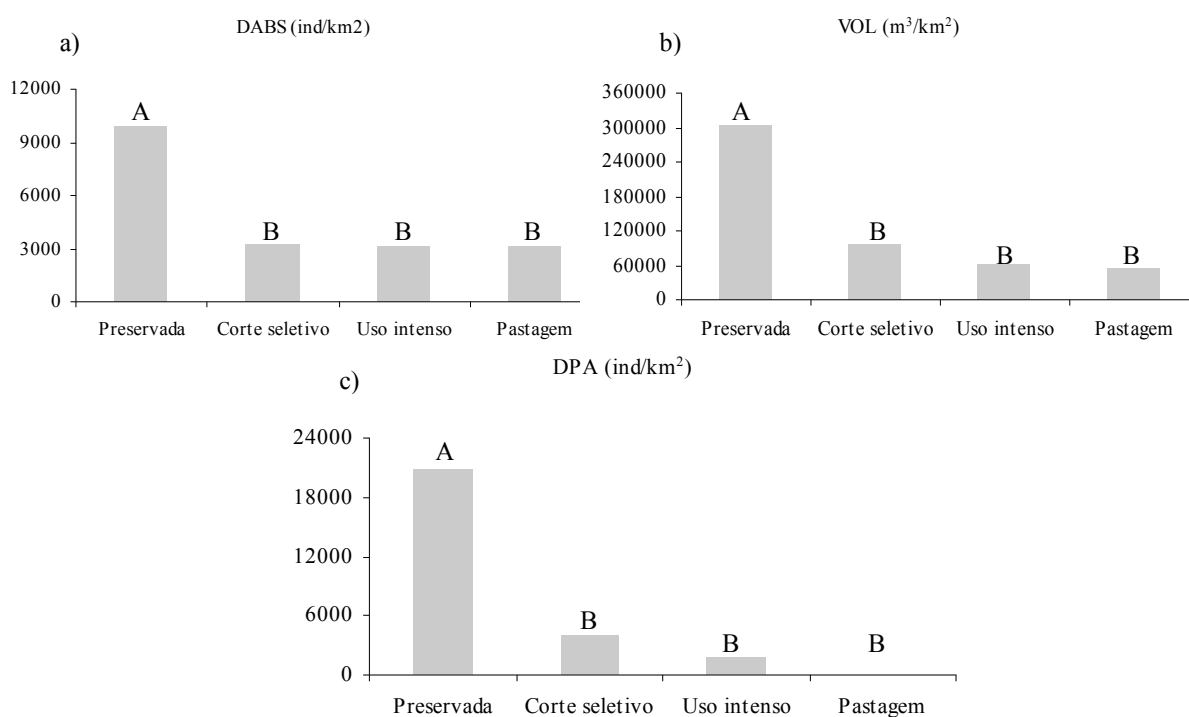 DABS (ind/km2)
a)
12000
9000
6000
3000
0
A
B
B
B
Preservada Corte seletivo Uso intenso Pastagem
VOL (m³/km²)
b)
360000
300000
240000
180000
120000
60000
0
A
B
B
B
Preservada Corte seletivo Uso intenso Pastagem
DPA (ind/km²)
c)
24000
18000
12000
6000
0
A
B
B
B
Preservada Corte seletivo Uso intenso Pastagem